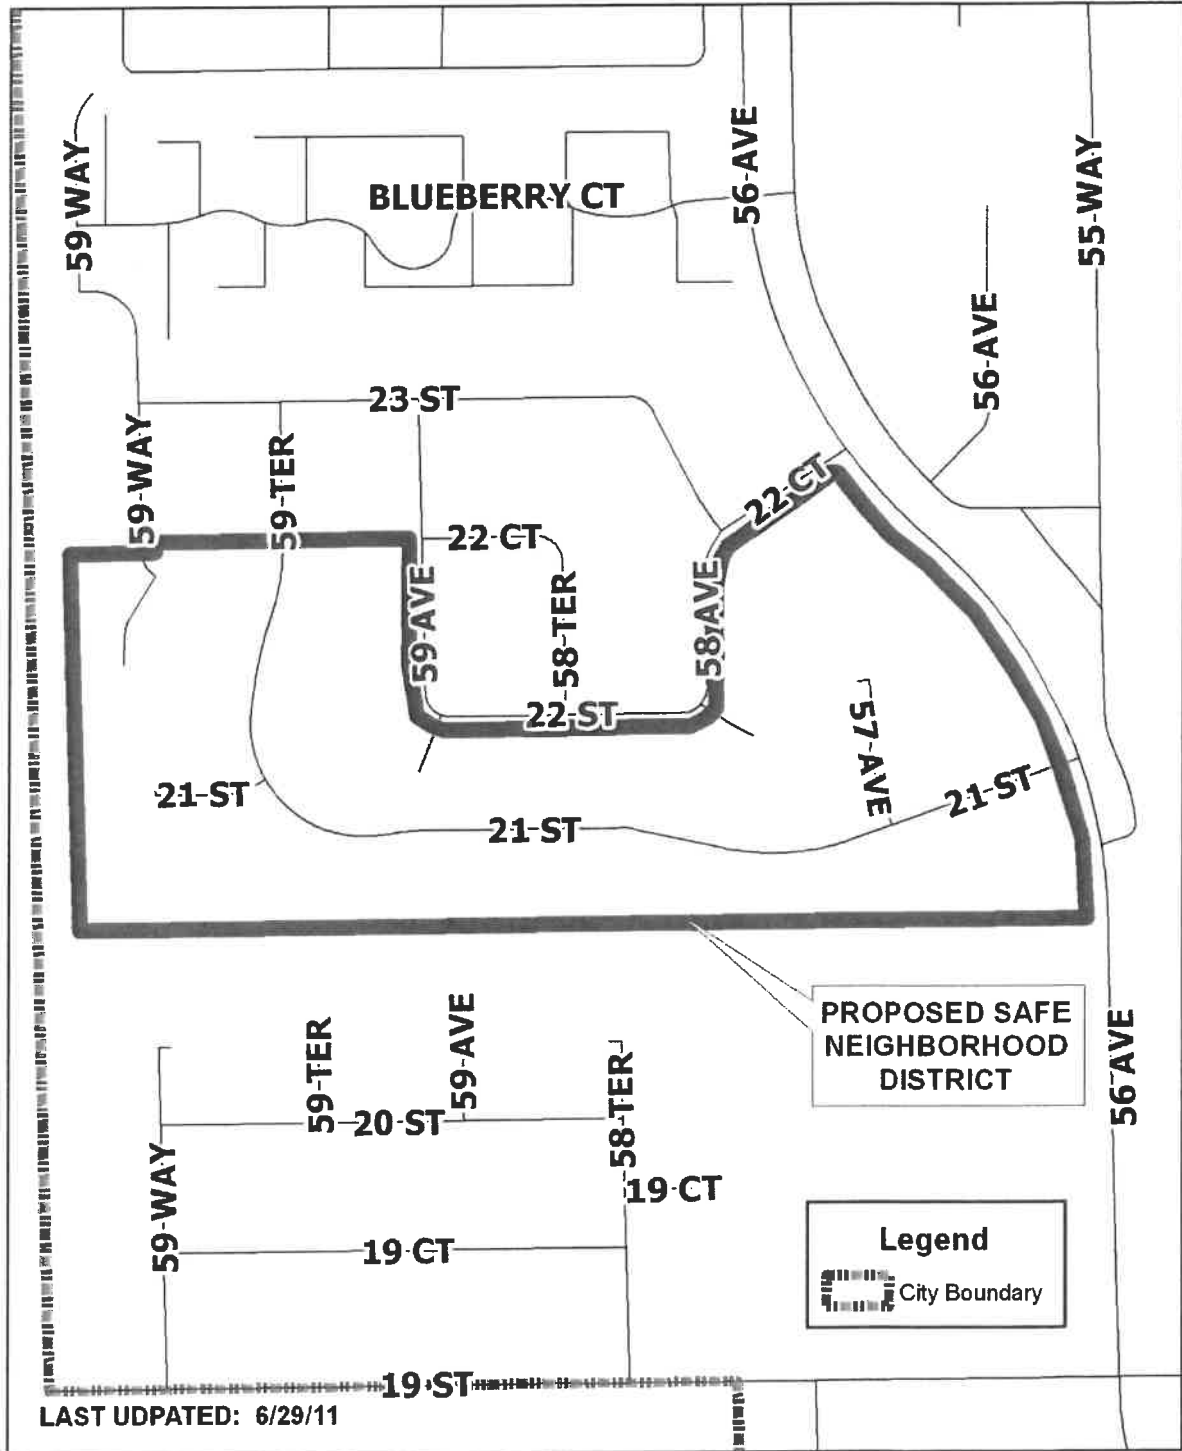 59-WAY
BLUEBERRY CT
56-AVE
55-WAY
56-AVE
23-ST
59-WAY
59-TER
22-CT
22-CT
59-AVE
58-TER
58-AVE
22-ST
57-AVE
21-ST
21-ST
21-ST
PROPOSED SAFE
NEIGHBORHOOD
DISTRICT
59-TER
59-AVE
58-TER
56 AVE
20-ST
59-WAY
19-CT
19-CT
Legend
City Boundary
19-ST
LAST UDPATED: 6/29/11